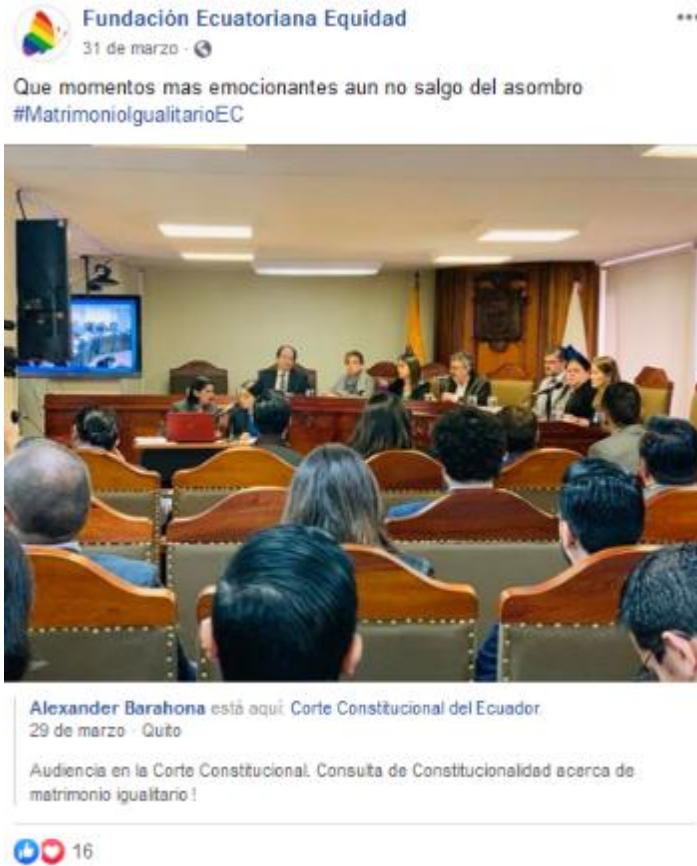 Fundación Ecuatoriana Equidad
31 de marzo ·
Que momentos mas emocionantes aun no salgo del asombro
#MatrimonioIgualitarioEC
Alexander Barahona está aquí: Corte Constitucional del Ecuador.
29 de marzo · Quito
Audiencia en la Corte Constitucional. Consulta de Constitucionalidad acerca de
matrimonio igualitario !
16